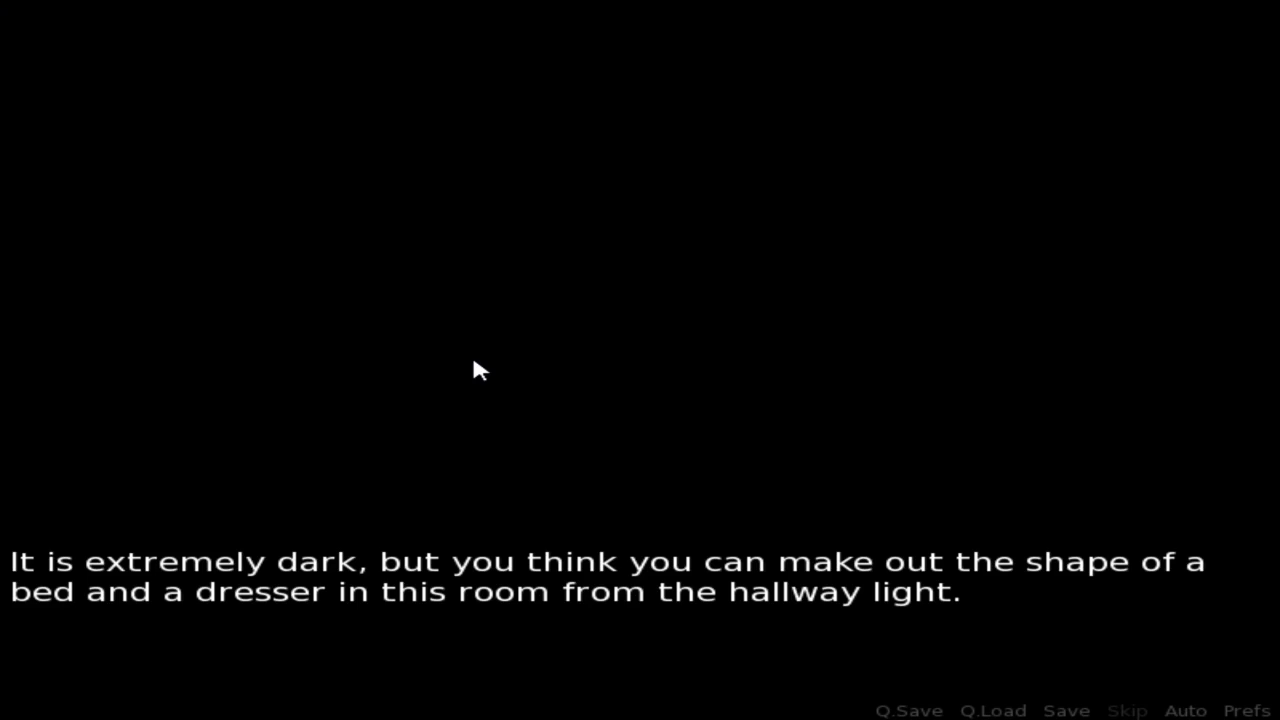 It is extremely dark, but you think you can make out the shape of a
bed and a dresser in this room from the hallway light.
Q.Save Q.Load Save Skip Auto Prefs